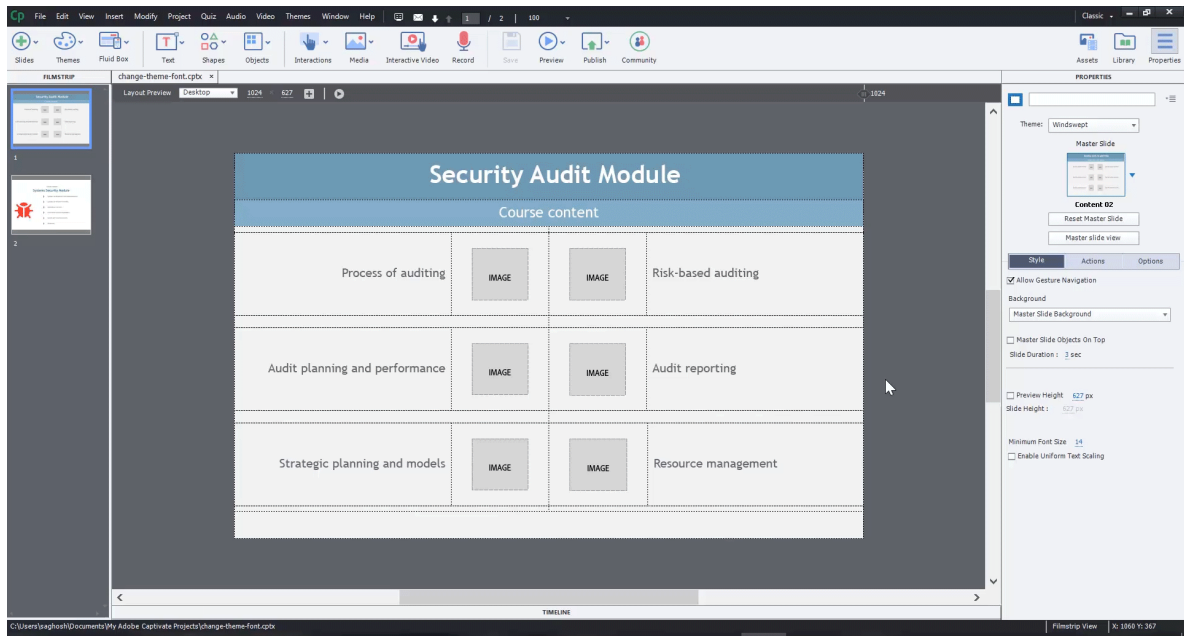 Cp File Edit View Insert Modify Project Quiz Audio Video Themes Window Help 1 / 2 100 Classic
Slides Themes Fluid Box Text Shapes Objects Interactions Media Interactive Video Record Save Preview Publish Community Assets Library Properties
FILMSTRIP change-theme-font.cptx × PROPERTIES
Layout Preview Desktop 1024 × 627 1024
Theme: Windswept
Master Slide
Content 02
Reset Master Slide
Master slide view
Style Actions Options
Allow Gesture Navigation
Background
Master Slide Background
Master Slide Objects On Top
Slide Duration : 3 sec
Preview Height 627 px
Slide Height : 627 px
Minimum Font Size 14
Enable Uniform Text Scaling
1
2
Security Audit Module
Course content
Process of auditing IMAGE IMAGE Risk-based auditing
Audit planning and performance IMAGE IMAGE Audit reporting
Strategic planning and models IMAGE IMAGE Resource management
TIMELINE
C:\Users\saghosh\Documents\My Adobe Captivate Projects\change-theme-font.cptx Filmstrip View X: 1060 Y: 367